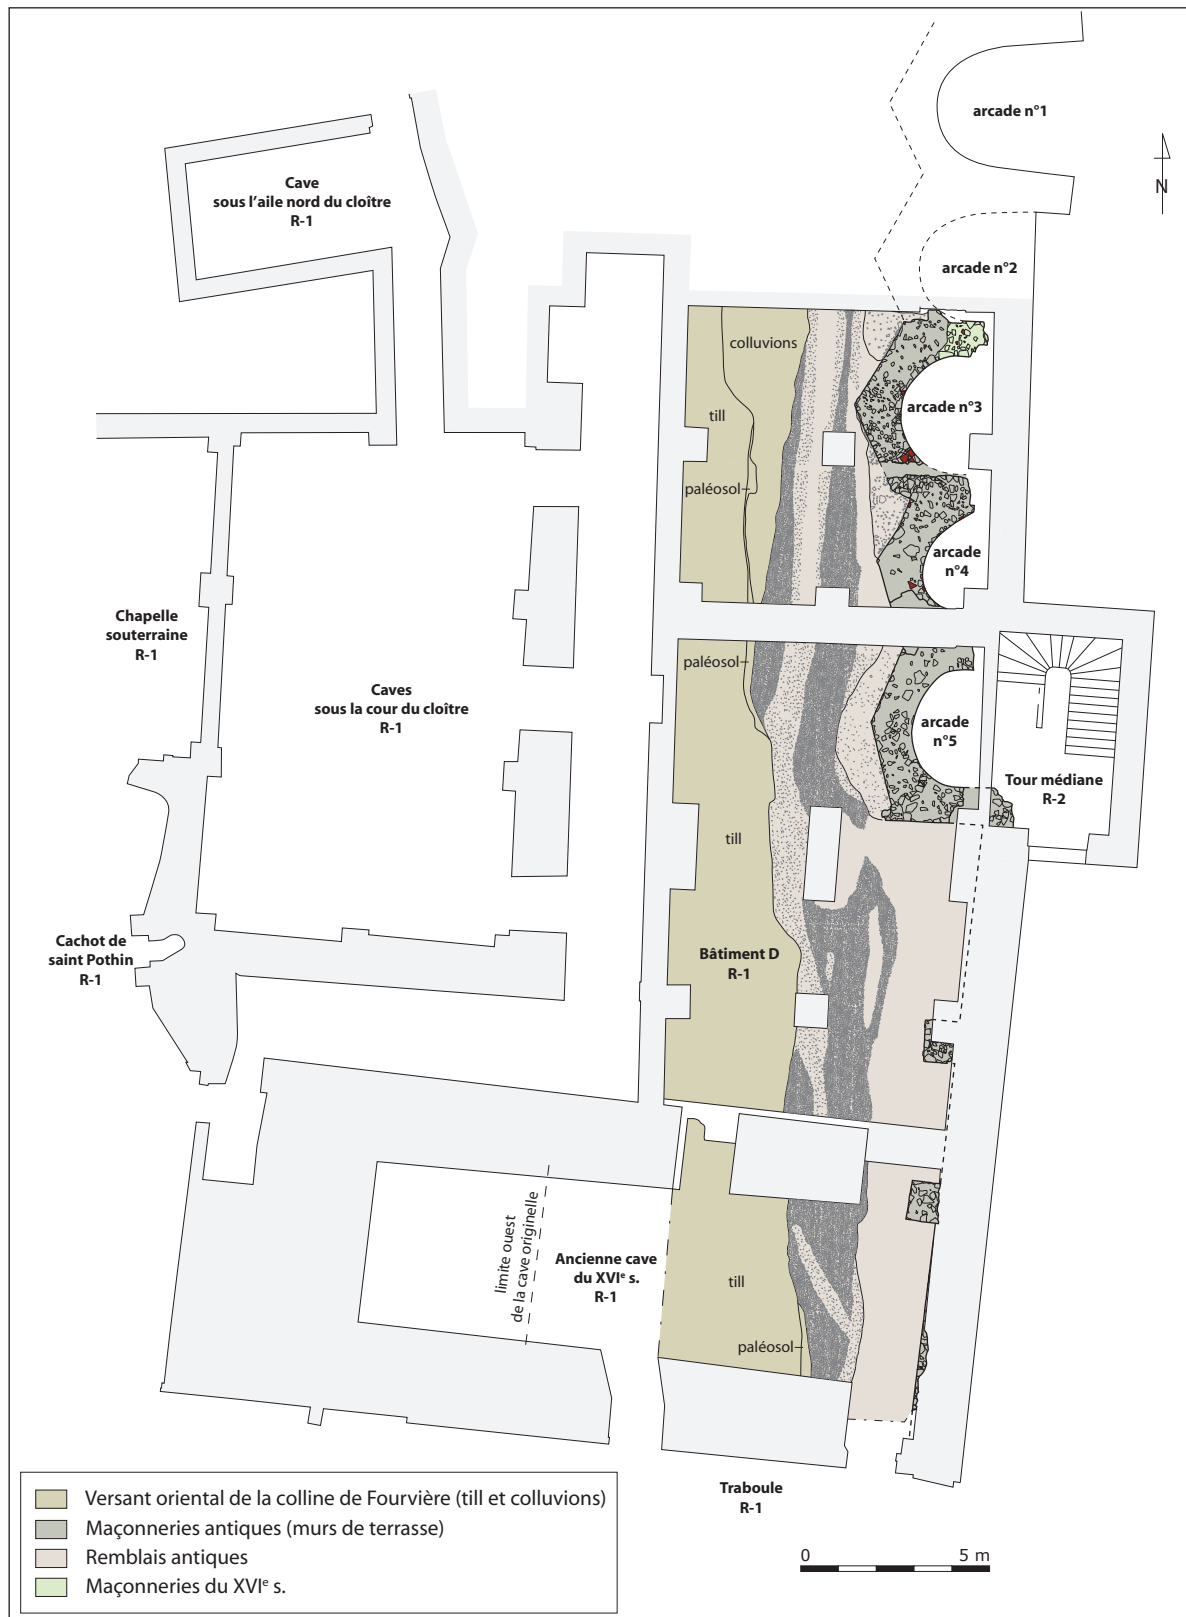 arcade n°1
N
Cave
sous l'aile nord du cloître
R-1
arcade n°2
colluvions
till
arcade n°3
paléosol
arcade
n°4
Chapelle
souterraine
R-1
paléosol
Caves
sous la cour du cloître
R-1
arcade
n°5
Tour médiane
R-2
till
Cachot de
saint Pothin
R-1
Bâtiment D
R-1
limite ouest
de la cave originelle
Ancienne cave
du XVIe s.
R-1
till
paléosol
Traboule
R-1
Versant oriental de la colline de Fourvière (till et colluvions)
Maçonneries antiques (murs de terrasse)
Remblais antiques
Maçonneries du XVIe s.
0 5 m